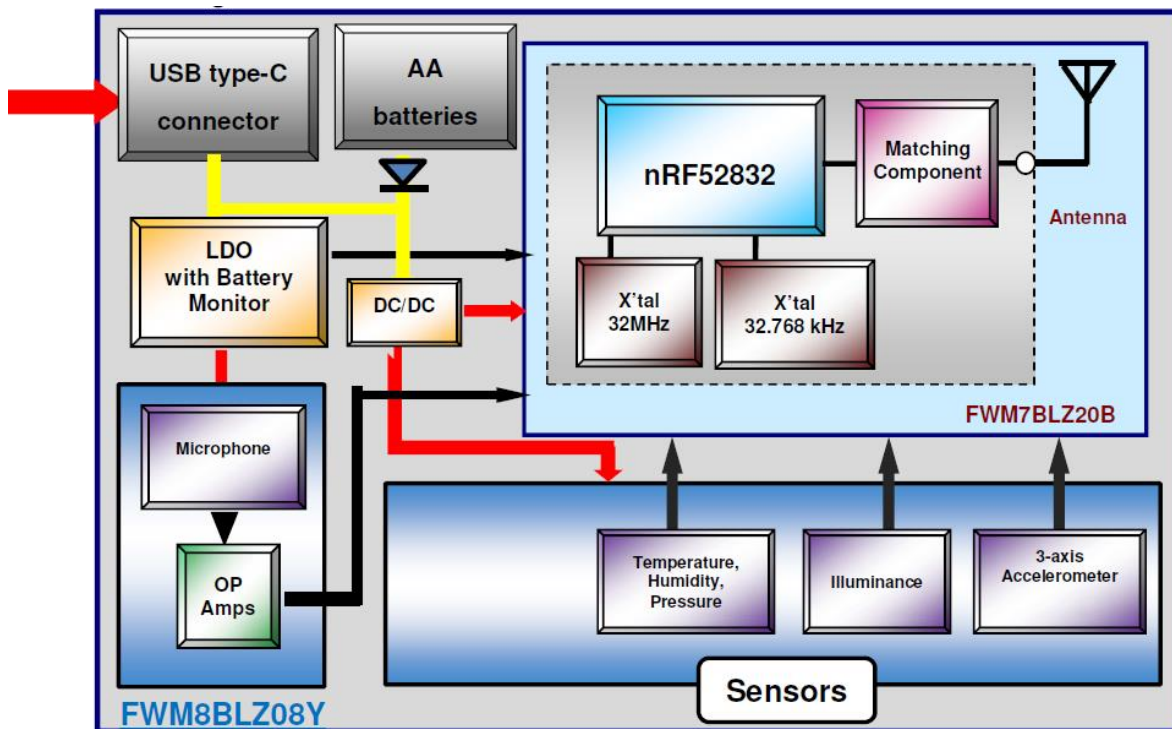 USB type-C
connector
AA
batteries
nRF52832
Matching
Component
Antenna
LDO
with Battery
Monitor
DC/DC
X'tal
32MHz
X'tal
32.768 kHz
FWM7BLZ20B
Microphone
OP
Amps
Temperature,
Humidity,
Pressure
Illuminance
3-axis
Accelerometer
Sensors
FWM8BLZ08Y